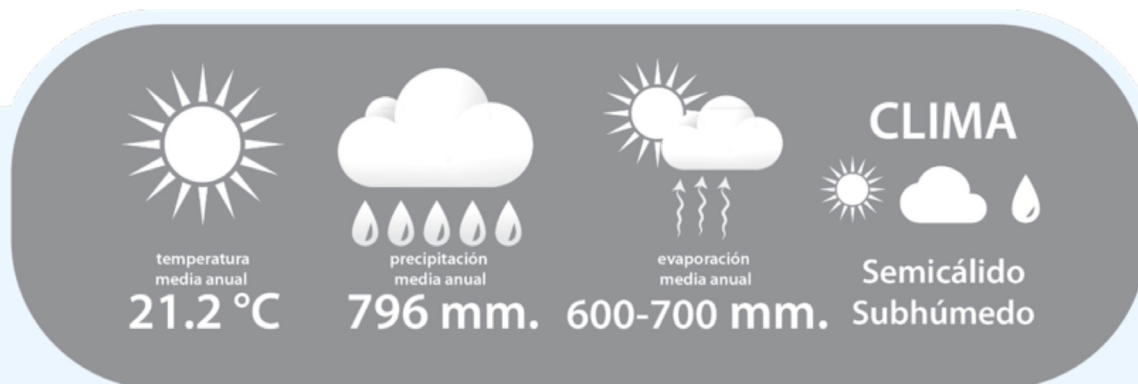 temperatura
media anual
21.2 °C
precipitación
media anual
796 mm.
evaporación
media anual
600-700 mm.
CLIMA
Semicálido
Subhúmedo